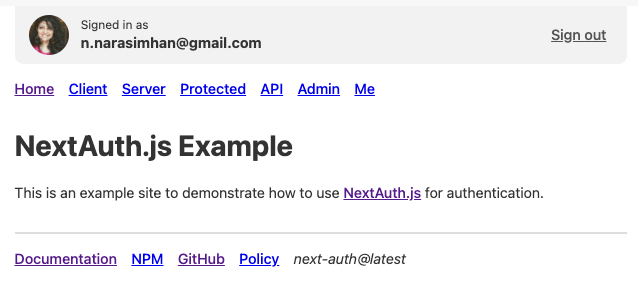 Signed in as
n.narasimhan@gmail.com
Sign out
Home Client Server Protected API Admin Me
NextAuth.js Example
This is an example site to demonstrate how to use NextAuth.js for authentication.
Documentation NPM GitHub Policy next-auth@latest